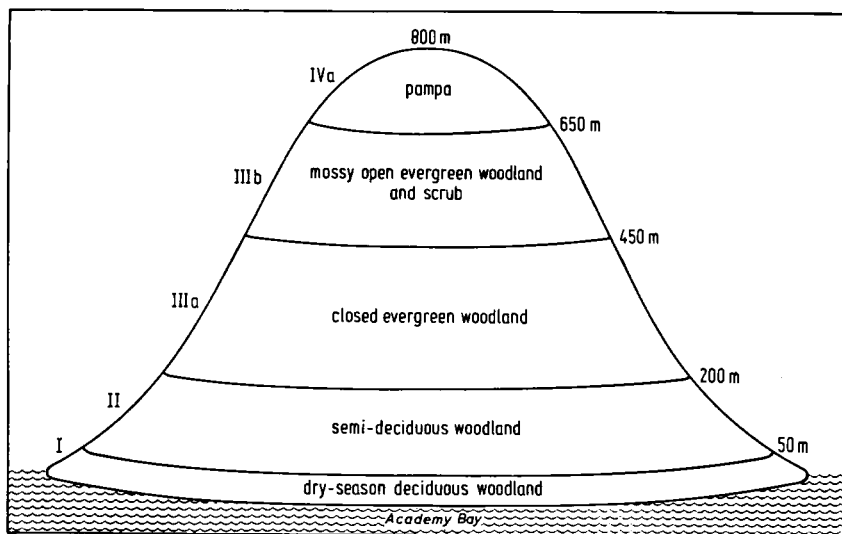 800 m
IVa
pampa
650 m
IIIb
mossy open evergreen woodland
and scrub
450 m
IIIa
closed evergreen woodland
200 m
II
semi-deciduous woodland
I
50 m
dry-season deciduous woodland
Academy Bay